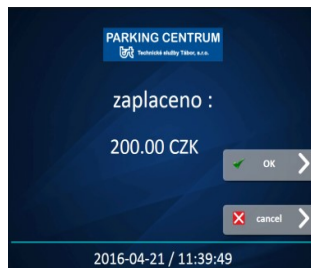 PARKING CENTRUM
Technické služby Tábor, s.r.o.
zaplaceno :
200.00 CZK
OK
cancel
2016-04-21 / 11:39:49